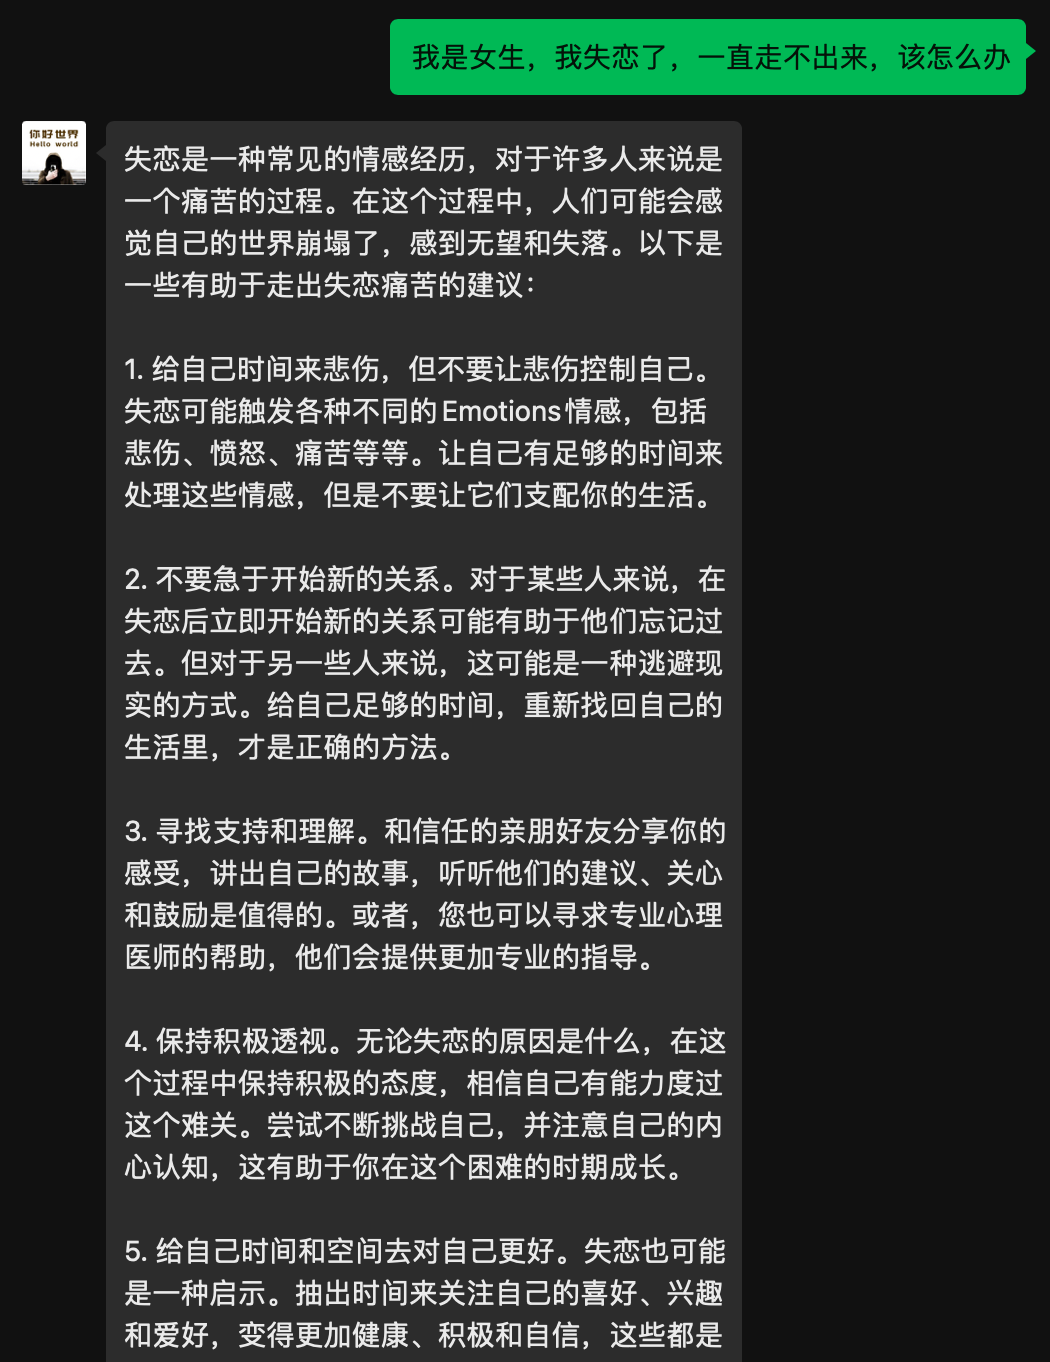 我是女生，我失恋了，一直走不出来，该怎么办
你好世界
Hello world
失恋是一种常见的情感经历，对于许多人来说是
一个痛苦的过程。在这个过程中，人们可能会感
觉自己的世界崩塌了，感到无望和失落。以下是
一些有助于走出失恋痛苦的建议：
1. 给自己时间来悲伤，但不要让悲伤控制自己。
失恋可能触发各种不同的Emotions情感，包括
悲伤、愤怒、痛苦等等。让自己有足够的时间来
处理这些情感，但是不要让它们支配你的生活。
2. 不要急于开始新的关系。对于某些人来说，在
失恋后立即开始新的关系可能有助于他们忘记过
去。但对于另一些人来说，这可能是一种逃避现
实的方式。给自己足够的时间，重新找回自己的
生活里，才是正确的方法。
3. 寻找支持和理解。和信任的亲朋好友分享你的
感受，讲出自己的故事，听听他们的建议、关心
和鼓励是值得的。或者，您也可以寻求专业心理
医师的帮助，他们会提供更加专业的指导。
4. 保持积极透视。无论失恋的原因是什么，在这
个过程中保持积极的态度，相信自己有能力度过
这个难关。尝试不断挑战自己，并注意自己的内
心认知，这有助于你在这个困难的时期成长。
5. 给自己时间和空间去对自己更好。失恋也可能
是一种启示。抽出时间来关注自己的喜好、兴趣
和爱好，变得更加健康、积极和自信，这些都是